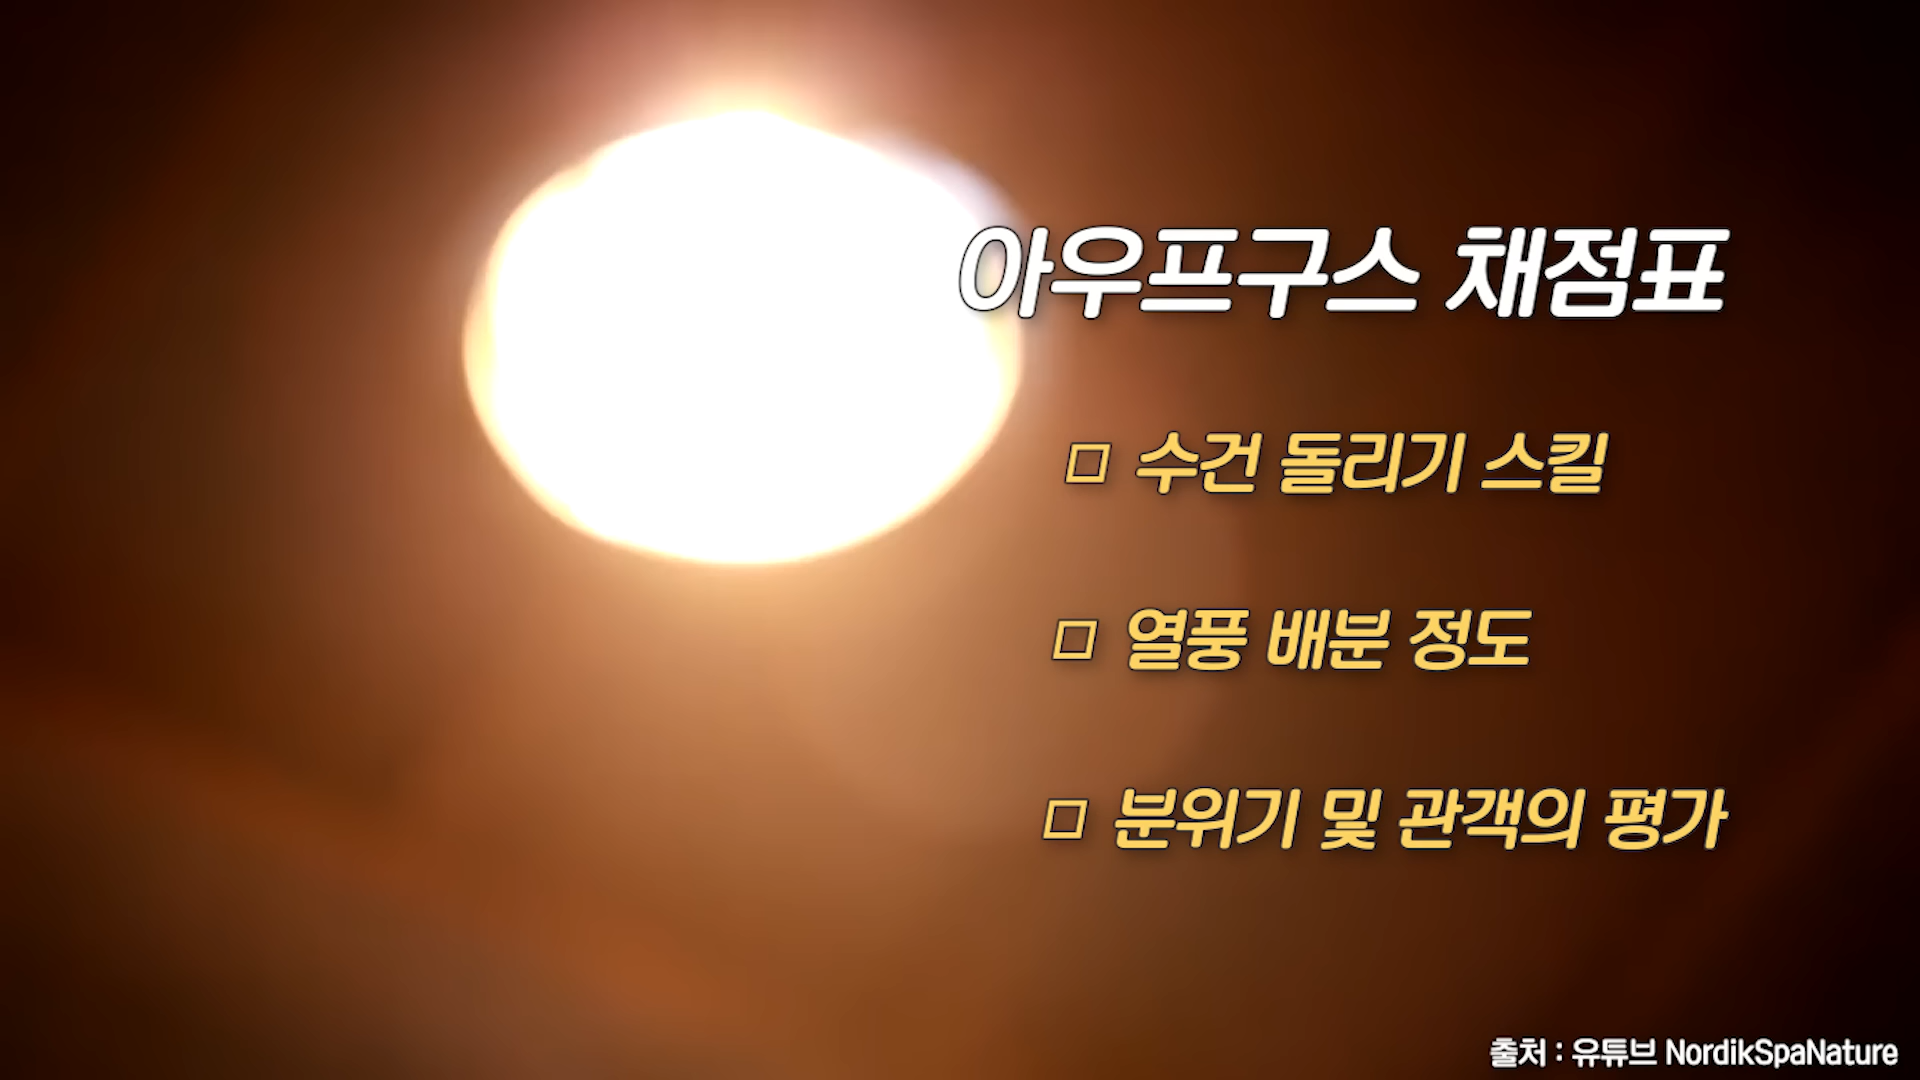 아우프구스 채점표
□ 수건 돌리기 스킬
□ 열풍 배분 정도
□ 분위기 및 관객의 평가
출처 : 유튜브 NordikSpaNature